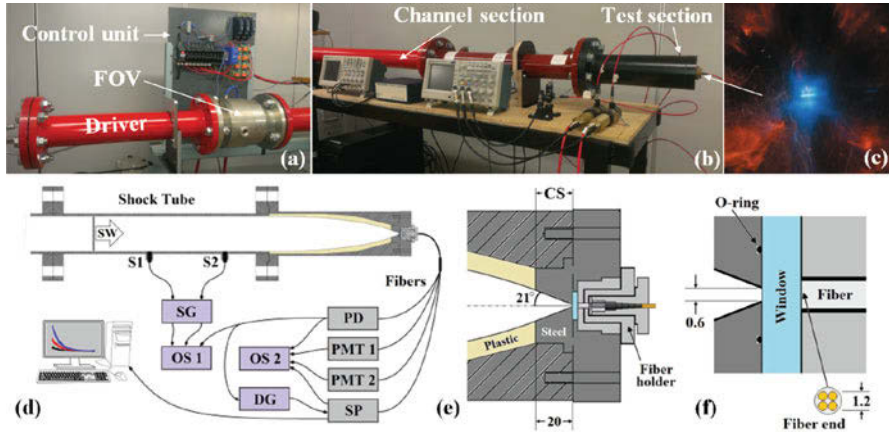 Control unit
FOV
Driver
(a)
Channel section
Test section
(b)
(c)
Shock Tube
SW
S1
S2
SG
OS 1
OS 2
DG
PD
PMT 1
PMT 2
SP
Fibers
(d)
CS
21°
Plastic
Steel
Fiber
holder
20
(e)
O-ring
Window
Fiber
0.6
1.2
Fiber end
(f)